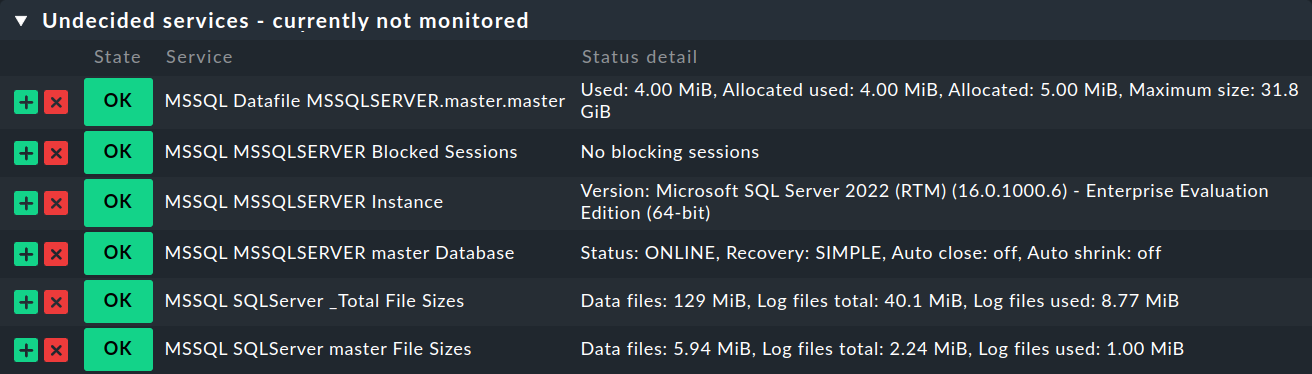 Undecided services - currently not monitored
State Service Status detail
OK MSSQL Datafile MSSQLSERVER.master.master Used: 4.00 MiB, Allocated used: 4.00 MiB, Allocated: 5.00 MiB, Maximum size: 31.8
GiB
OK MSSQL MSSQLSERVER Blocked Sessions No blocking sessions
OK MSSQL MSSQLSERVER Instance Version: Microsoft SQL Server 2022 (RTM) (16.0.1000.6) - Enterprise Evaluation
Edition (64-bit)
OK MSSQL MSSQLSERVER master Database Status: ONLINE, Recovery: SIMPLE, Auto close: off, Auto shrink: off
OK MSSQL SQLServer _Total File Sizes Data files: 129 MiB, Log files total: 40.1 MiB, Log files used: 8.77 MiB
OK MSSQL SQLServer master File Sizes Data files: 5.94 MiB, Log files total: 2.24 MiB, Log files used: 1.00 MiB